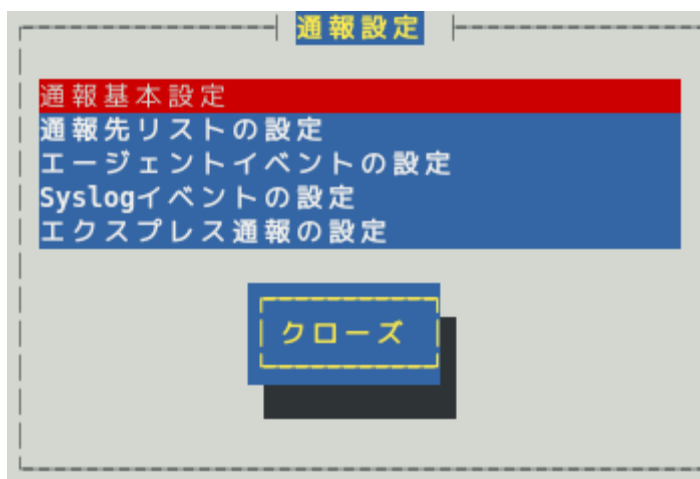 通報設定
通報基本設定
通報先リストの設定
エージェントイベントの設定
Syslogイベントの設定
エクスプレス通報の設定
クローズ